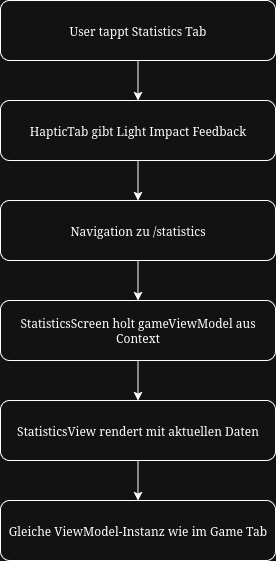 User tappt Statistics Tab
HapticTab gibt Light Impact Feedback
Navigation zu /statistics
StatisticsScreen holt gameViewModel aus
Context
StatisticsView rendert mit aktuellen Daten
Gleiche ViewModel-Instanz wie im Game Tab